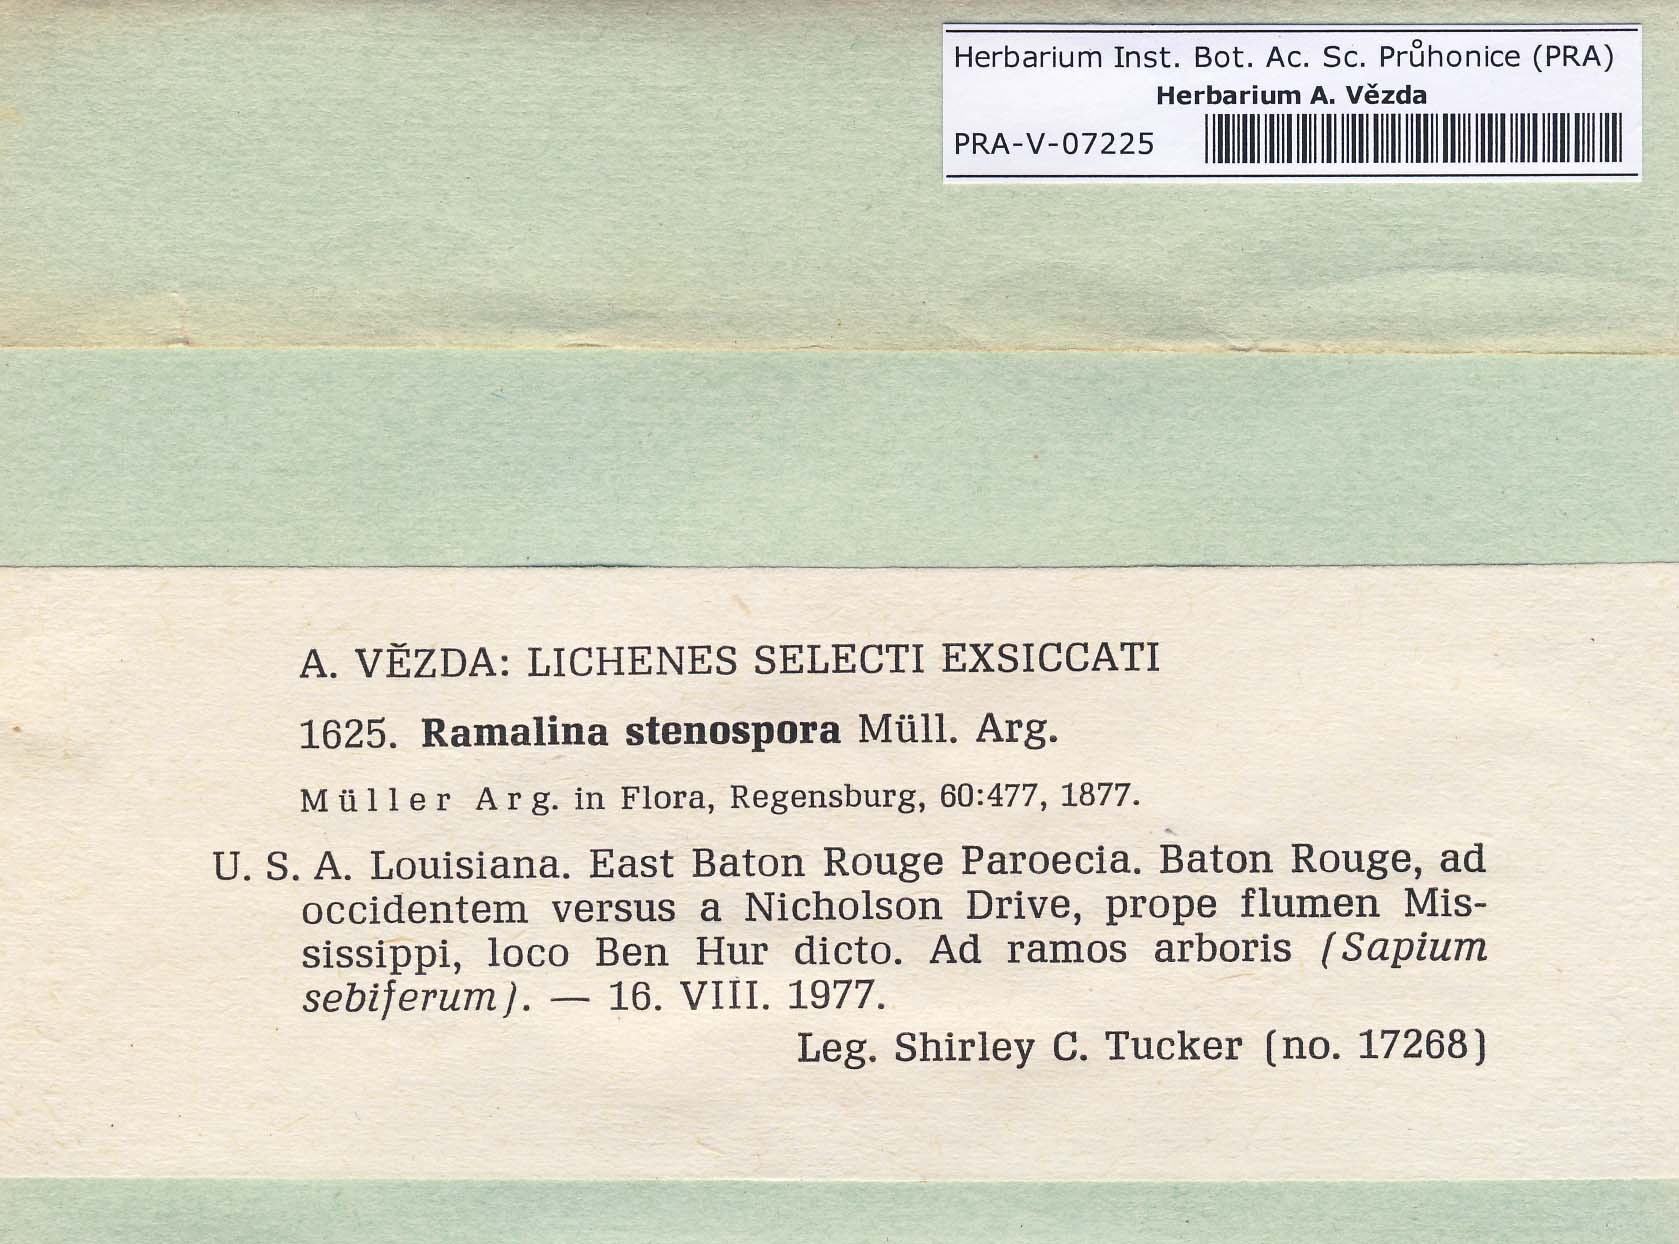 Herbarium Inst. Bot. Ac. Sc. Průhonice (PRA)
Herbarium A. Vězda
PRA-V-07225
A. VĚZDA: LICHENES SELECTI EXSICCATI
1625. Ramalina stenospora Müll. Arg.
Müller Arg. in Flora, Regensburg, 60:477, 1877.
U. S. A. Louisiana. East Baton Rouge Paroecia. Baton Rouge, ad
occidentem versus a Nicholson Drive, prope flumen Mis-
sissippi, loco Ben Hur dicto. Ad ramos arboris (Sapium
sebiferum). — 16. VIII. 1977.
Leg. Shirley C. Tucker (no. 17268)